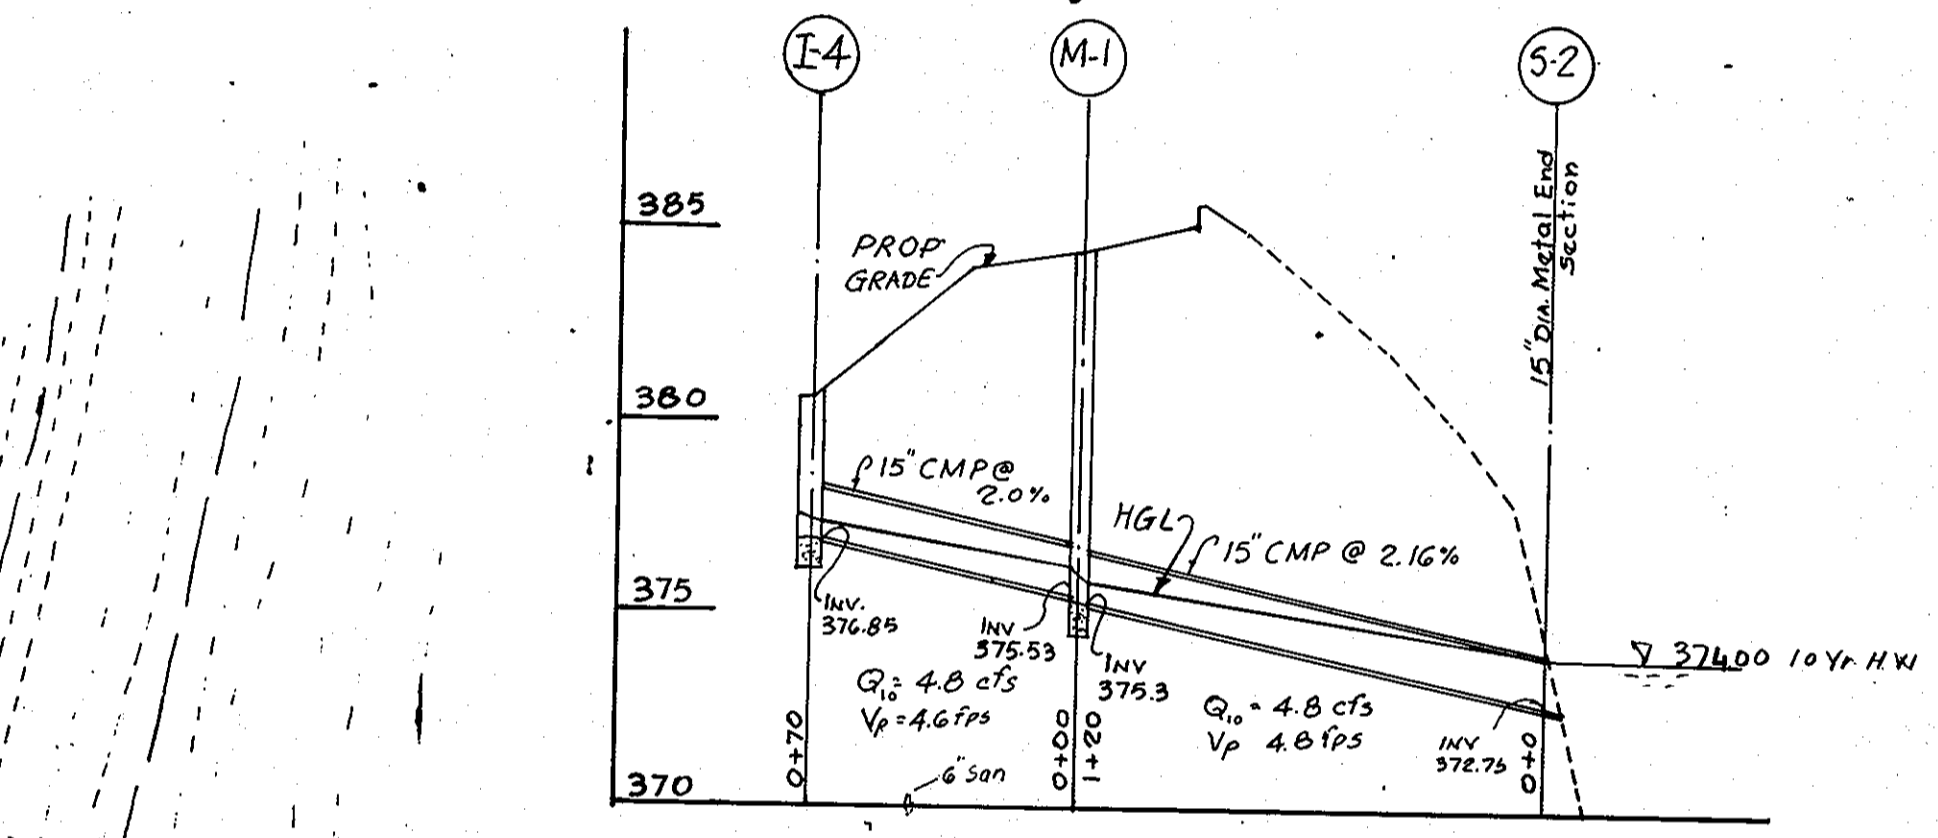 I-4
M-1
S-2
385
PROP
GRADE
15" DIA. Metal End
Section
380
15" CMP @
2.0%
HGL
15" CMP @ 2.16%
375
INV.
376.85
INV
375.53
INV
375.3
374.00 10 Yr. H.W
Q10 = 4.8 cfs
Vp = 4.6 fps
Q10 = 4.8 cfs
Vp 4.8 fps
INV
372.75
0+70
0+00
1+20
0+0
6" San
370